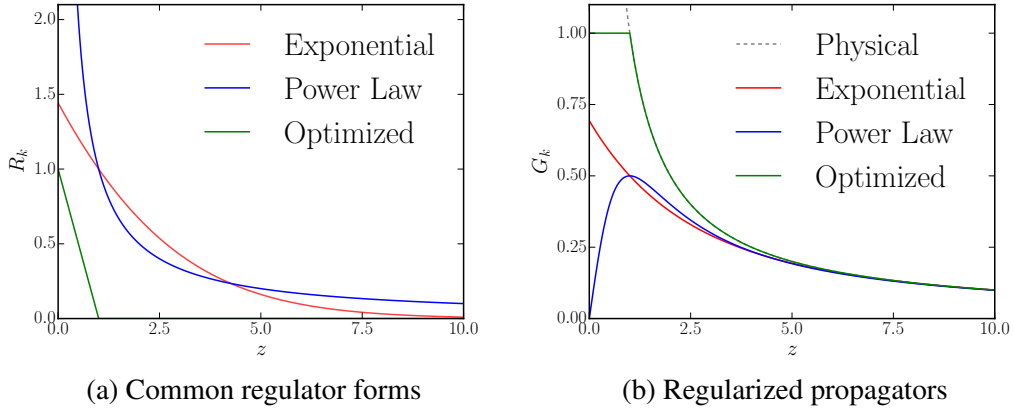 2.0
1.5
1.0
0.5
0.0
R_k
Exponential
Power Law
Optimized
0.0 2.5 5.0 7.5 10.0
z
(a) Common regulator forms
1.00
0.75
0.50
0.25
0.00
G_k
Physical
Exponential
Power Law
Optimized
0.0 2.5 5.0 7.5 10.0
z
(b) Regularized propagators